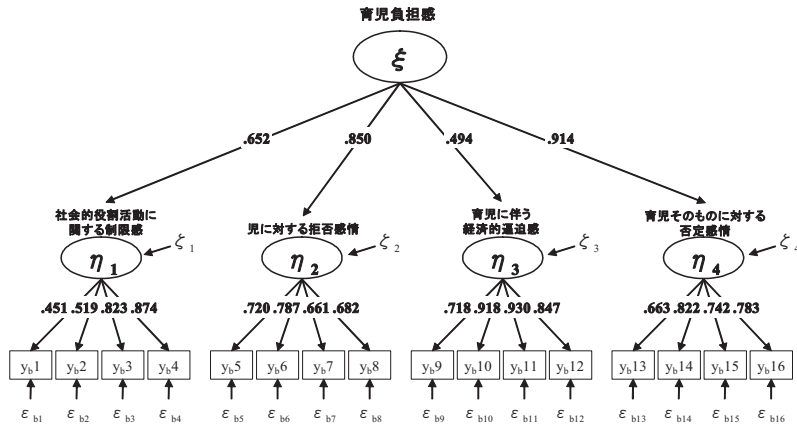 育児負担感
ξ
.652 .850 .494 .914
社会的役割活動に
関する制限感
児に対する拒否感情
育児に伴う
経済的逼迫感
育児そのものに対する
否定感情
η1 ζ1 η2 ζ2 η3 ζ3 η4 ζ4
.451 .519 .823 .874 .720 .787 .661 .682 .718 .918 .930 .847 .663 .822 .742 .783
yb1 yb2 yb3 yb4 yb5 yb6 yb7 yb8 yb9 yb10 yb11 yb12 yb13 yb14 yb15 yb16
εb1 εb2 εb3 εb4 εb5 εb6 εb7 εb8 εb9 εb10 εb11 εb12 εb13 εb14 εb15 εb16